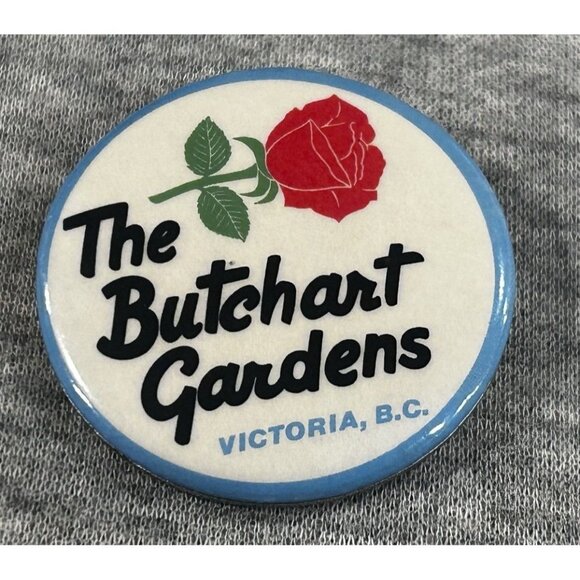 The
Butchart
Gardens
VICTORIA, B.C.